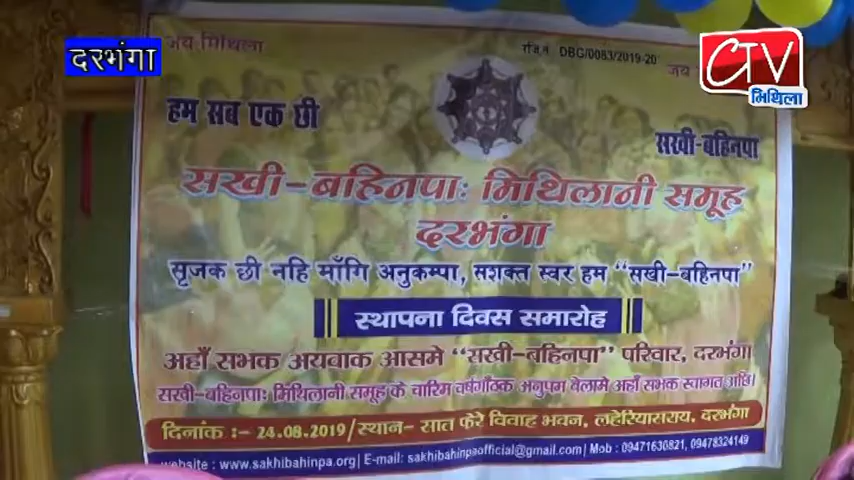 दरभंगा
CTV
मिथिला
जय मिथिला
रजि.नं. DBG/0083/2019-20
जय
हम सब एक छी
सखी-बहिनपा
सखी-बहिनपा: मिथिलानी समूह
दरभंगा
सृजक छी नहि माँगि अनुकम्पा, सशक्त स्वर हम "सखी-बहिनपा"
स्थापना दिवस समारोह
अहाँ सभक अयबाक आसमे "सखी-बहिनपा" परिवार, दरभंगा
सखी-बहिनपा: मिथिलानी समूह के चारिम वर्षगाँठक अनुपम बेलामे अहाँ सभक स्वागत अछि।
दिनांक :- 24.08.2019/स्थान- सात फेरे विवाह भवन, लहेरियासराय, दरभंगा
website : www.sakhibahinpa.org| E-mail: sakhibahinpaofficial@gmail.com| Mob : 09471630821, 09478324149